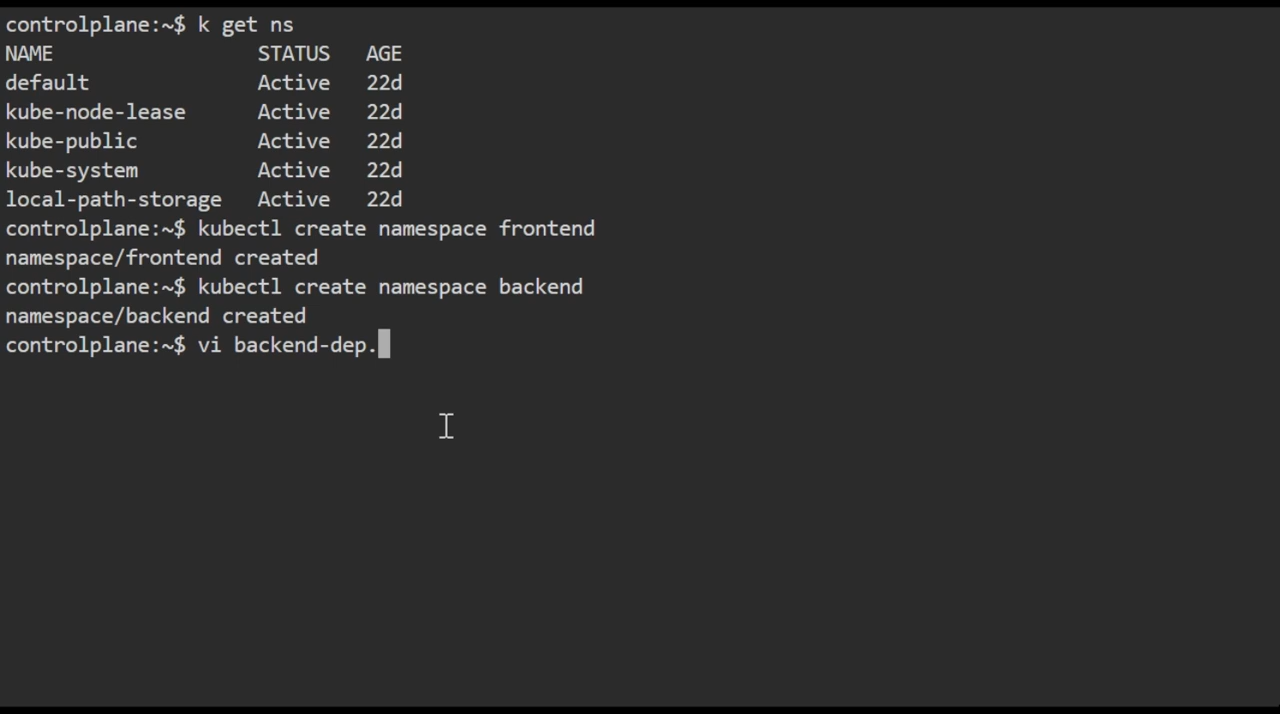 controlplane:~$ k get ns
NAME                 STATUS   AGE
default              Active   22d
kube-node-lease      Active   22d
kube-public          Active   22d
kube-system          Active   22d
local-path-storage   Active   22d
controlplane:~$ kubectl create namespace frontend
namespace/frontend created
controlplane:~$ kubectl create namespace backend
namespace/backend created
controlplane:~$ vi backend-dep.